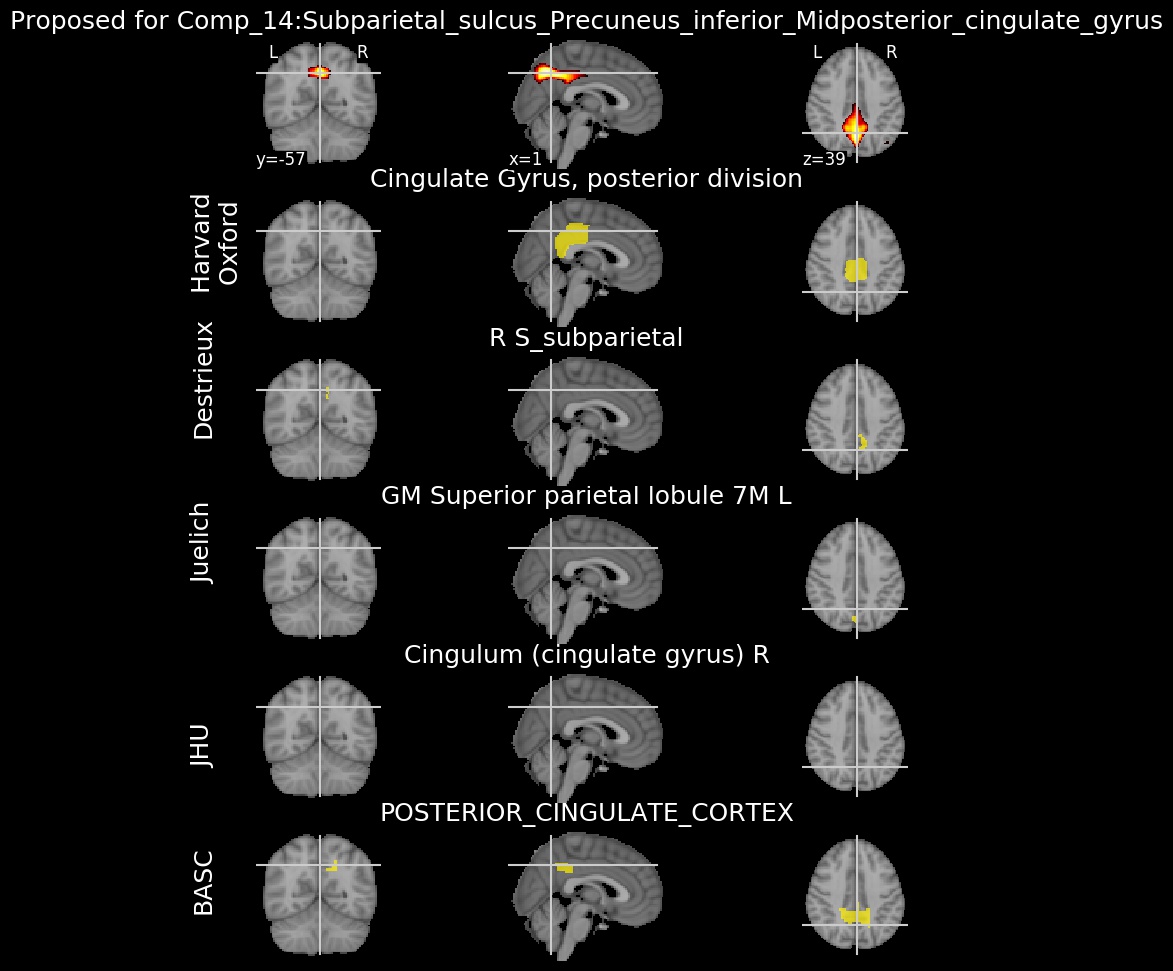 Proposed for Comp_14:Subparietal_sulcus_Precuneus_inferior_Midposterior_cingulate_gyrus
L R
L R
y=-57
x=1
z=39
Cingulate Gyrus, posterior division
Harvard
Oxford
R S_subparietal
Destrieux
GM Superior parietal lobule 7M L
Juelich
Cingulum (cingulate gyrus) R
JHU
POSTERIOR_CINGULATE_CORTEX
BASC